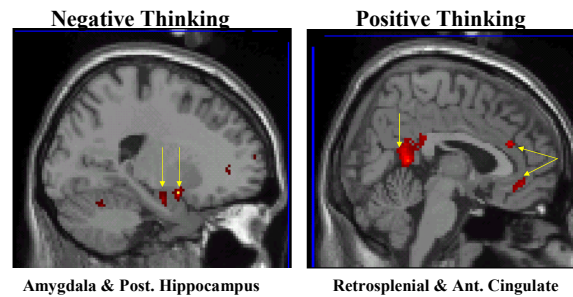 Negative Thinking
Positive Thinking
Amygdala & Post. Hippocampus
Retrosplenial & Ant. Cingulate